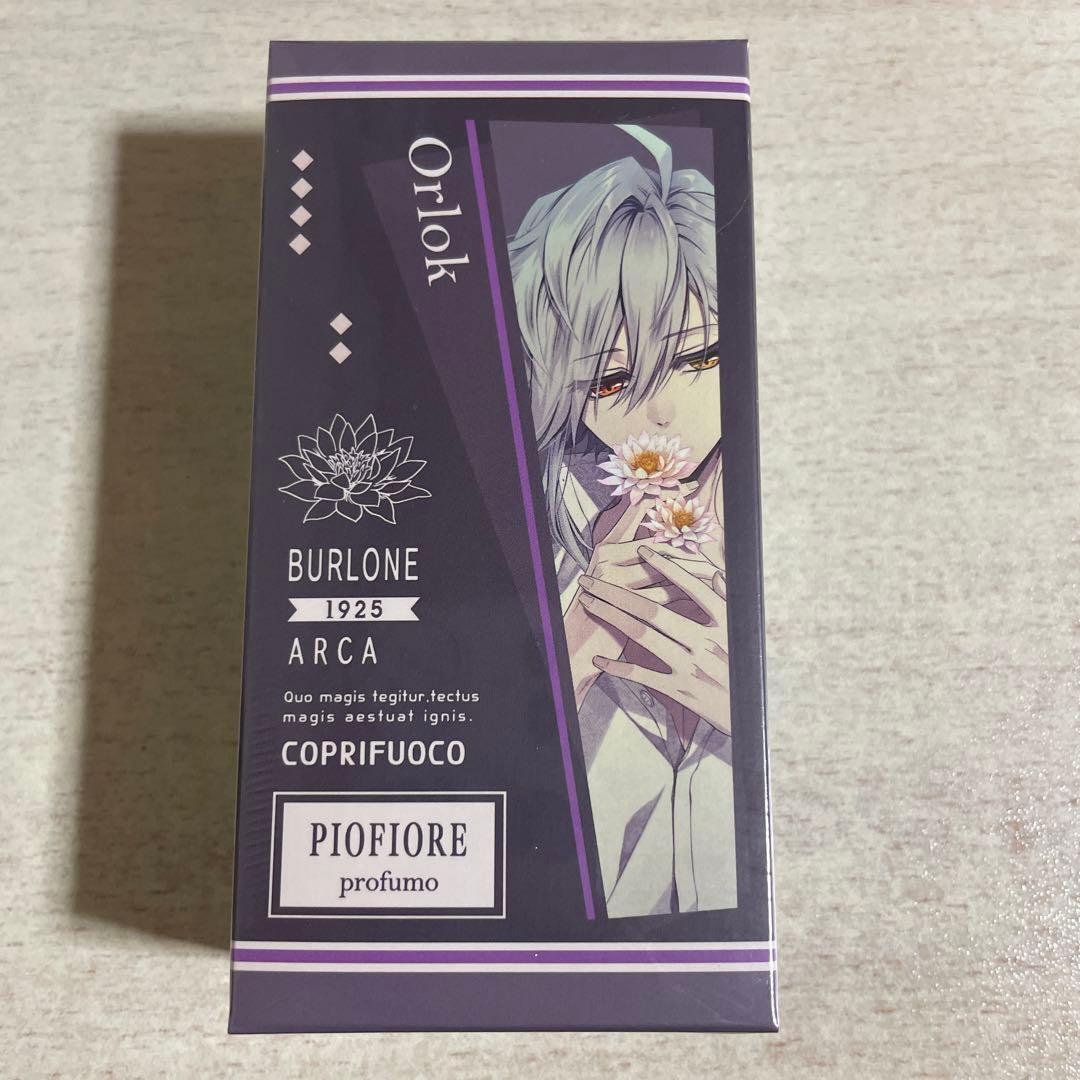 Orlok
BURLONE
1925
ARCA
Quo magis tegitur,tectus
magis aestuat ignis.
COPRIFUOCO
PIOFIORE
profumo